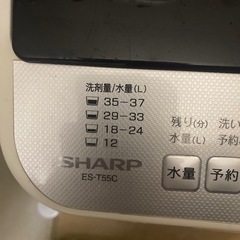 洗剤量/水量(L)
35-37
29-33
18-24
12
SHARP
ES-T55C
残り(分) 洗い
水量(L) 予約
水量 予約